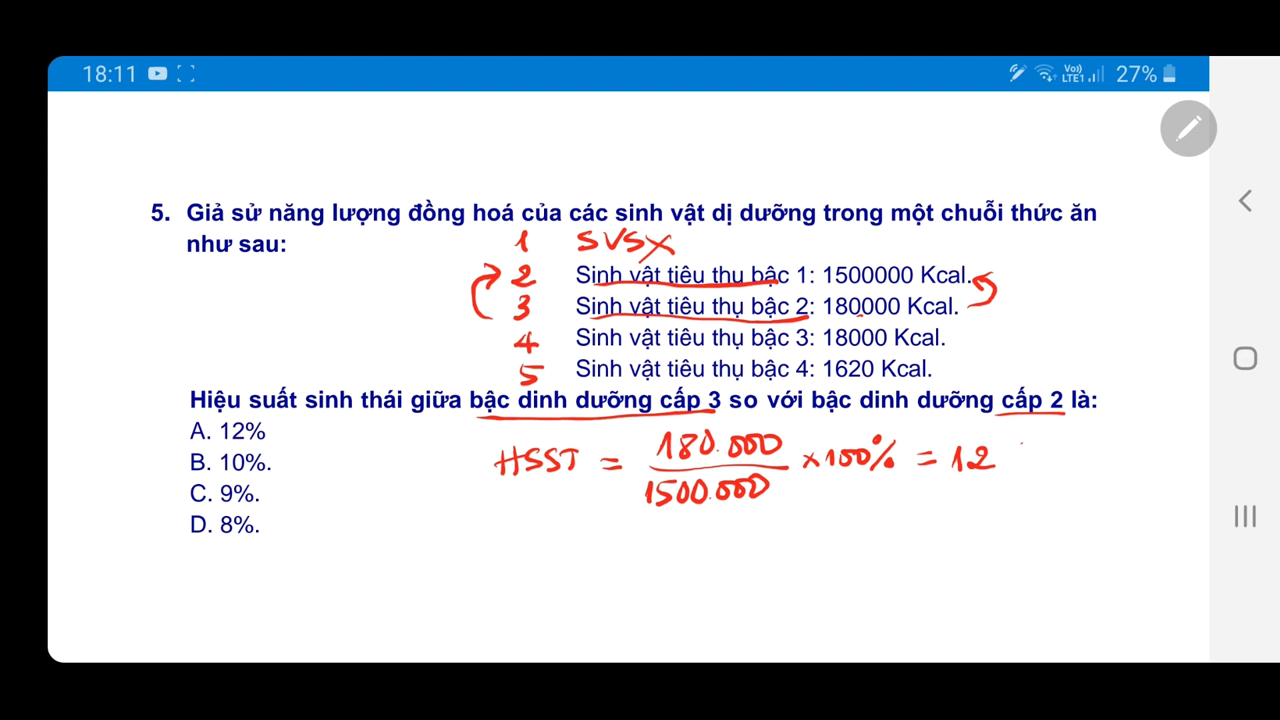 18:11 Vo)) LTE1 27%
5. Giả sử năng lượng đồng hoá của các sinh vật dị dưỡng trong một chuỗi thức ăn
như sau:
1 SVSX
2 Sinh vật tiêu thụ bậc 1: 1500000 Kcal.
3 Sinh vật tiêu thụ bậc 2: 180000 Kcal.
4 Sinh vật tiêu thụ bậc 3: 18000 Kcal.
5 Sinh vật tiêu thụ bậc 4: 1620 Kcal.
Hiệu suất sinh thái giữa bậc dinh dưỡng cấp 3 so với bậc dinh dưỡng cấp 2 là:
A. 12%
B. 10%.
C. 9%.
D. 8%.
HSST = 180.000 / 1500.000 × 100% = 12